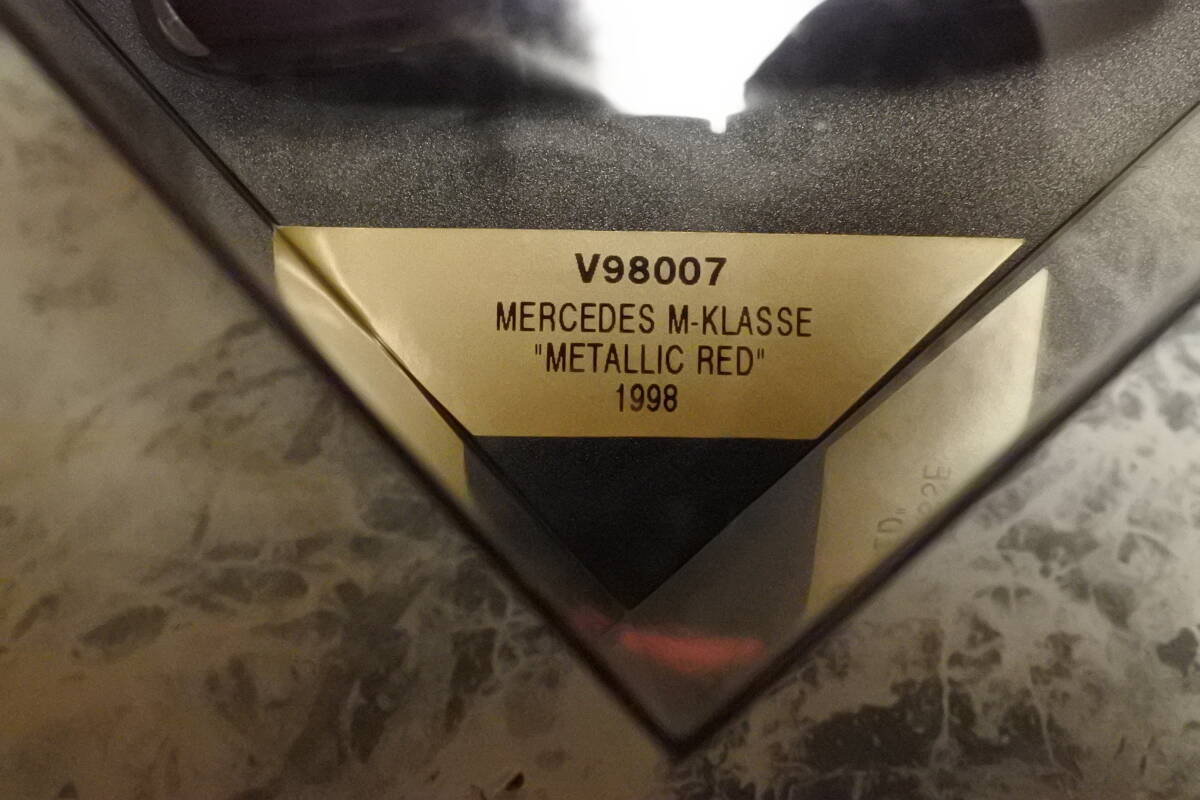 V98007
MERCEDES M-KLASSE
"METALLIC RED"
1998